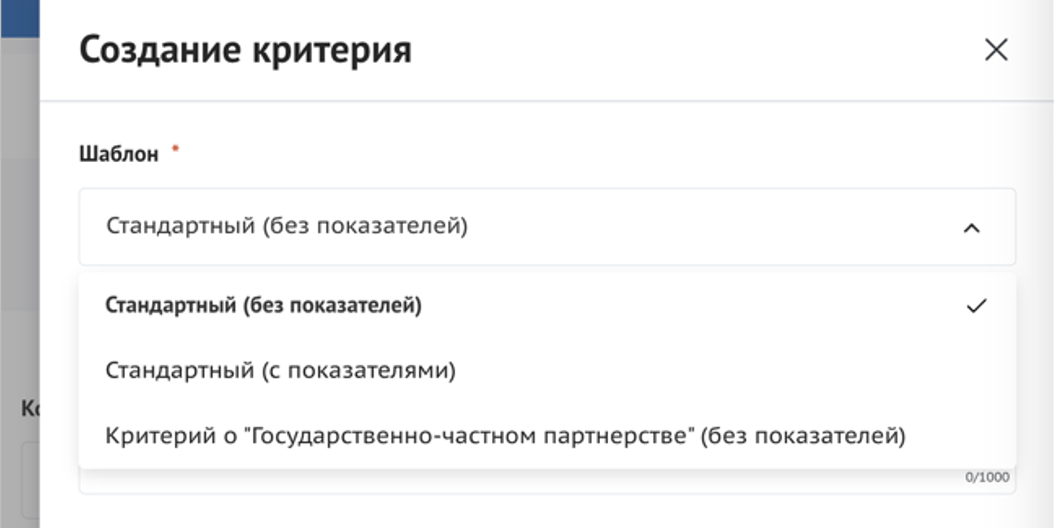 Создание критерия
Шаблон *
Стандартный (без показателей)
Стандартный (без показателей)
Стандартный (с показателями)
Критерий о "Государственно-частном партнерстве" (без показателей)
0/1000